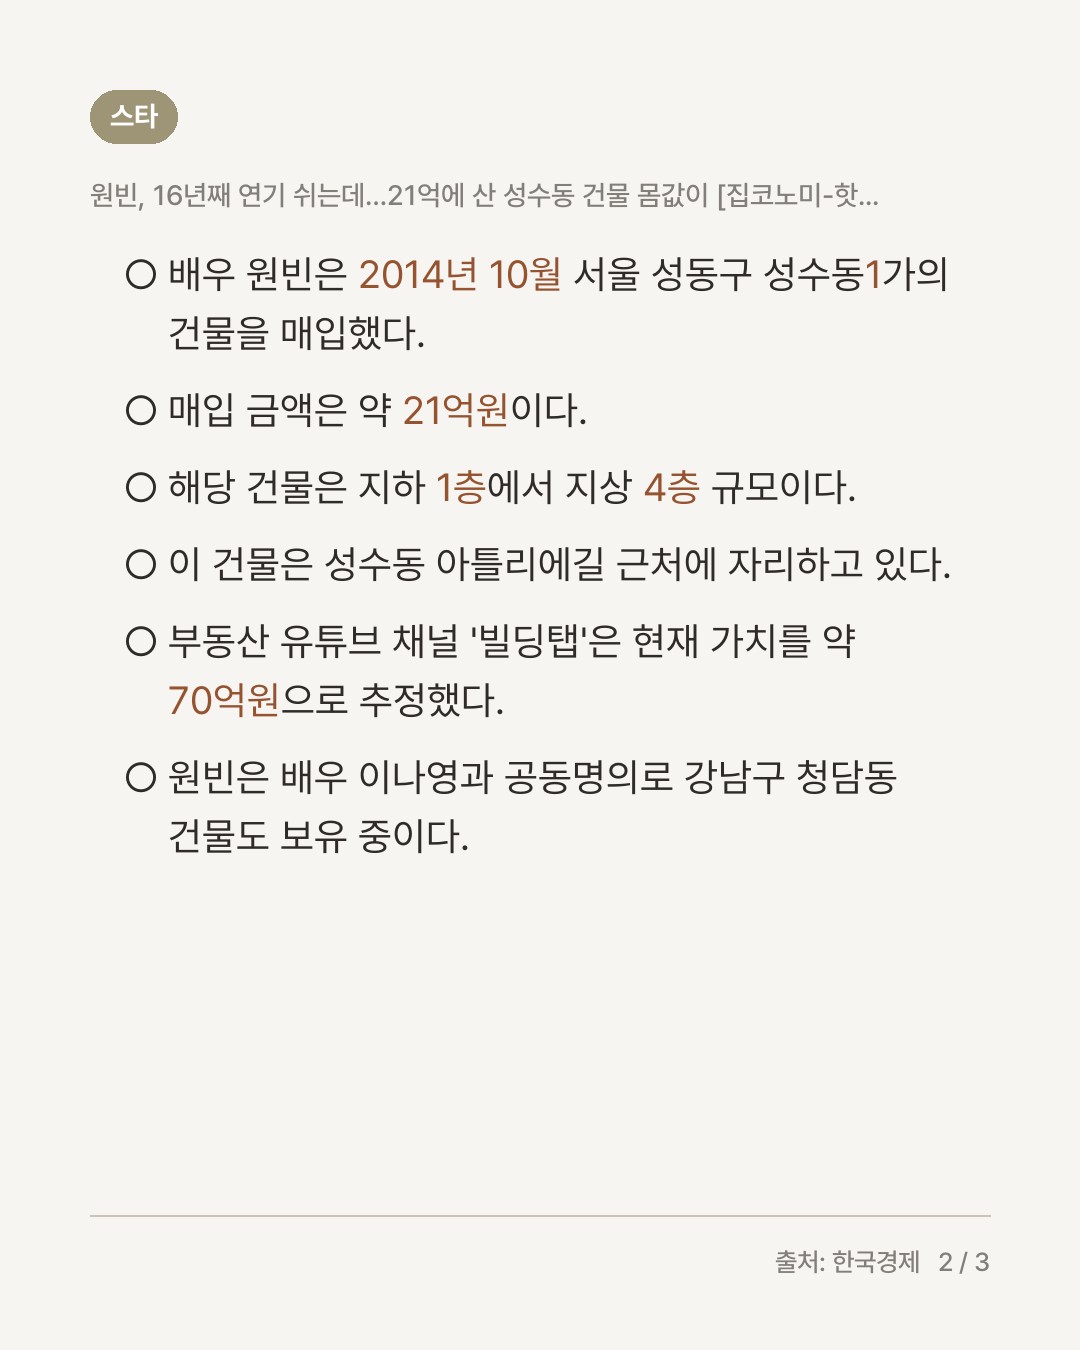 스타
원빈, 16년째 연기 쉬는데...21억에 산 성수동 건물 몸값이 [집코노미-핫...
○ 배우 원빈은 2014년 10월 서울 성동구 성수동1가의
건물을 매입했다.
○ 매입 금액은 약 21억원이다.
○ 해당 건물은 지하 1층에서 지상 4층 규모이다.
○ 이 건물은 성수동 아틀리에길 근처에 자리하고 있다.
○ 부동산 유튜브 채널 '빌딩탭'은 현재 가치를 약
70억원으로 추정했다.
○ 원빈은 배우 이나영과 공동명의로 강남구 청담동
건물도 보유 중이다.
출처: 한국경제 2 / 3